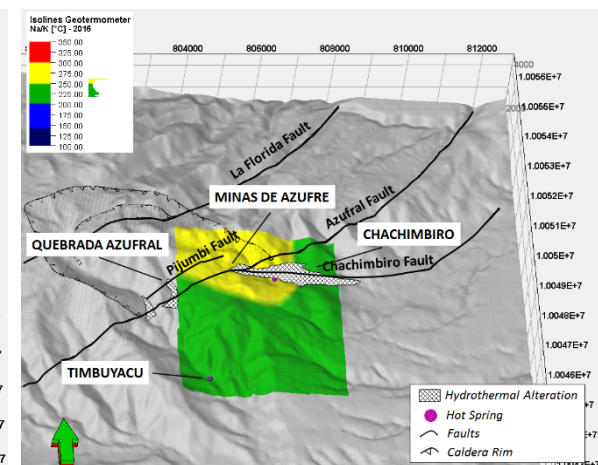 Isolines Geotermometer
Na/K [°C] - 2016
350.00
325.00
300.00
275.00
250.00
225.00
200.00
175.00
150.00
125.00
100.00
804000
806000
808000
810000
812000
4000
1.0056E+7
1.0055E+7
1.0054E+7
1.0053E+7
1.0052E+7
1.0051E+7
1.005E+7
1.0049E+7
1.0048E+7
1.0047E+7
1.0046E+7
La Florida Fault
MINAS DE AZUFRE
Azufral Fault
CHACHIMBIRO
QUEBRADA AZUFRAL
Pijumbi Fault
Chachimbiro Fault
TIMBUYACU
Hydrothermal Alteration
Hot Spring
Faults
Caldera Rim